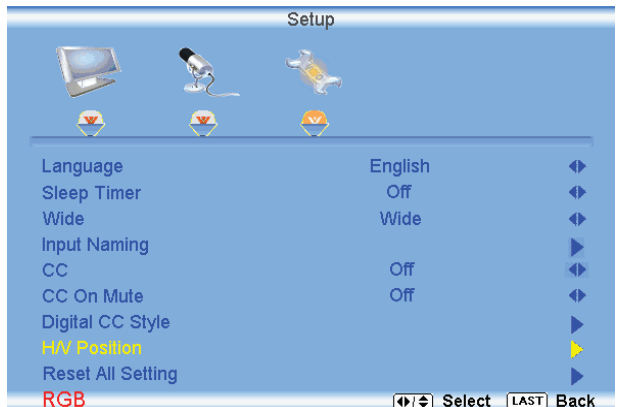 Setup
Language English
Sleep Timer Off
Wide Wide
Input Naming
CC Off
CC On Mute Off
Digital CC Style
H/V Position
Reset All Setting
RGB Select LAST Back